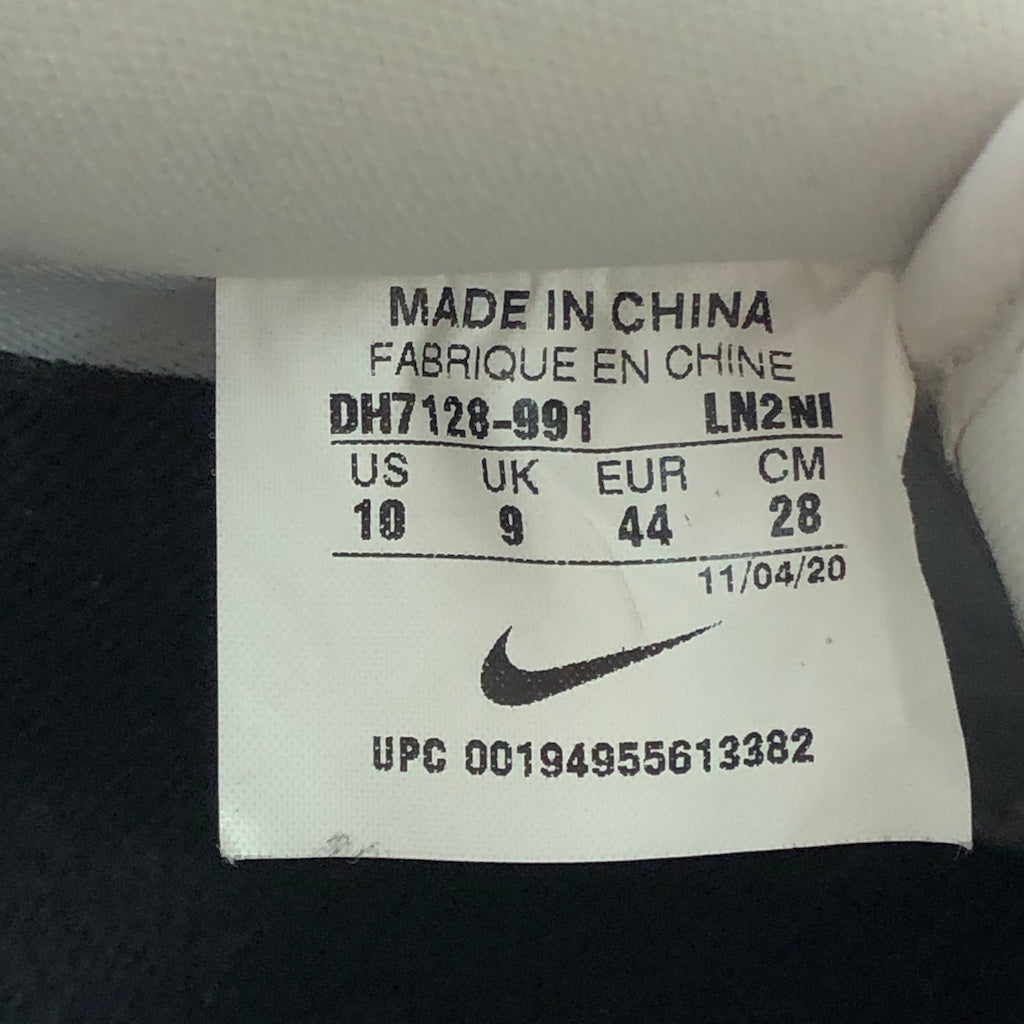 MADE IN CHINA
FABRIQUE EN CHINE
DH7128-991 LN2NI
US UK EUR CM
10 9 44 28
11/04/20
UPC 00194955613382